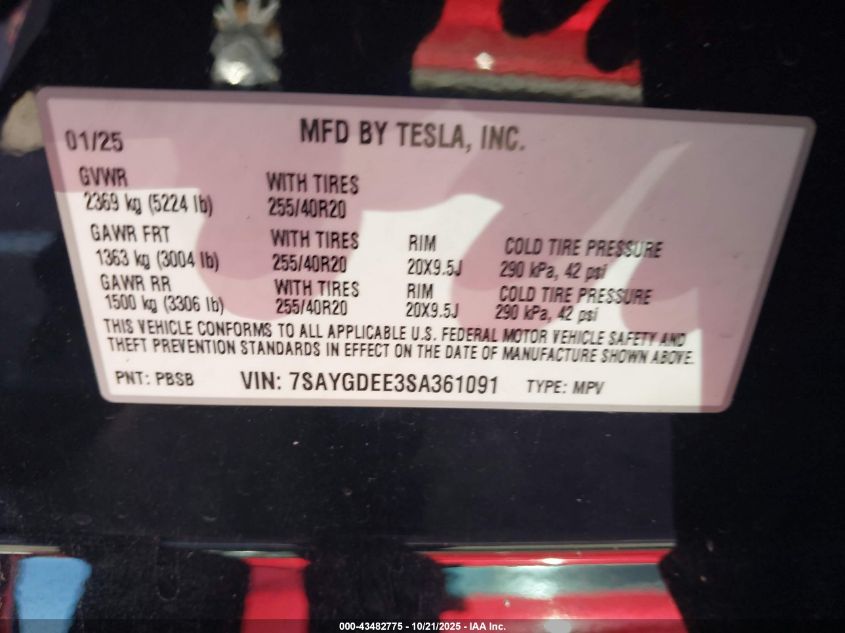 01/25 MFD BY TESLA, INC.
GVWR
2369 kg (5224 lb) WITH TIRES 255/40R20
GAWR FRT WITH TIRES RIM COLD TIRE PRESSURE
1363 kg (3004 lb) 255/40R20 20X9.5J 290 kPa, 42 psi
GAWR RR WITH TIRES RIM COLD TIRE PRESSURE
1500 kg (3306 lb) 255/40R20 20X9.5J 290 kPa, 42 psi
THIS VEHICLE CONFORMS TO ALL APPLICABLE U.S. FEDERAL MOTOR VEHICLE SAFETY AND
THEFT PREVENTION STANDARDS IN EFFECT ON THE DATE OF MANUFACTURE SHOWN ABOVE.
PNT: PBSB VIN: 7SAYGDEE3SA361091 TYPE: MPV
000-43482775 - 10/21/2025 - IAA Inc.